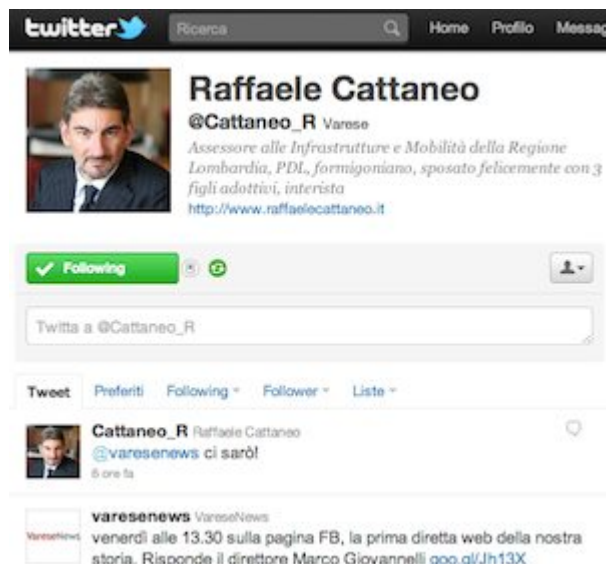 twitter
Ricerca
Home Profilo Messag
Raffaele Cattaneo
@Cattaneo_R Varese
Assessore alle Infrastrutture e Mobilità della Regione
Lombardia, PDL, formigoniano, sposato felicemente con 3
figli adottivi, interista
http://www.raffaelecattaneo.it
Following
Twitta a @Cattaneo_R
Tweet Preferiti Following Follower Liste
Cattaneo_R Raffaele Cattaneo
@varesenews ci sarò!
6 ore fa
VareseNews
varesenews VareseNews
venerdì alle 13.30 sulla pagina FB, la prima diretta web della nostra
storia. Risponde il direttore Marco Giovannelli goo.gl/Jh13X